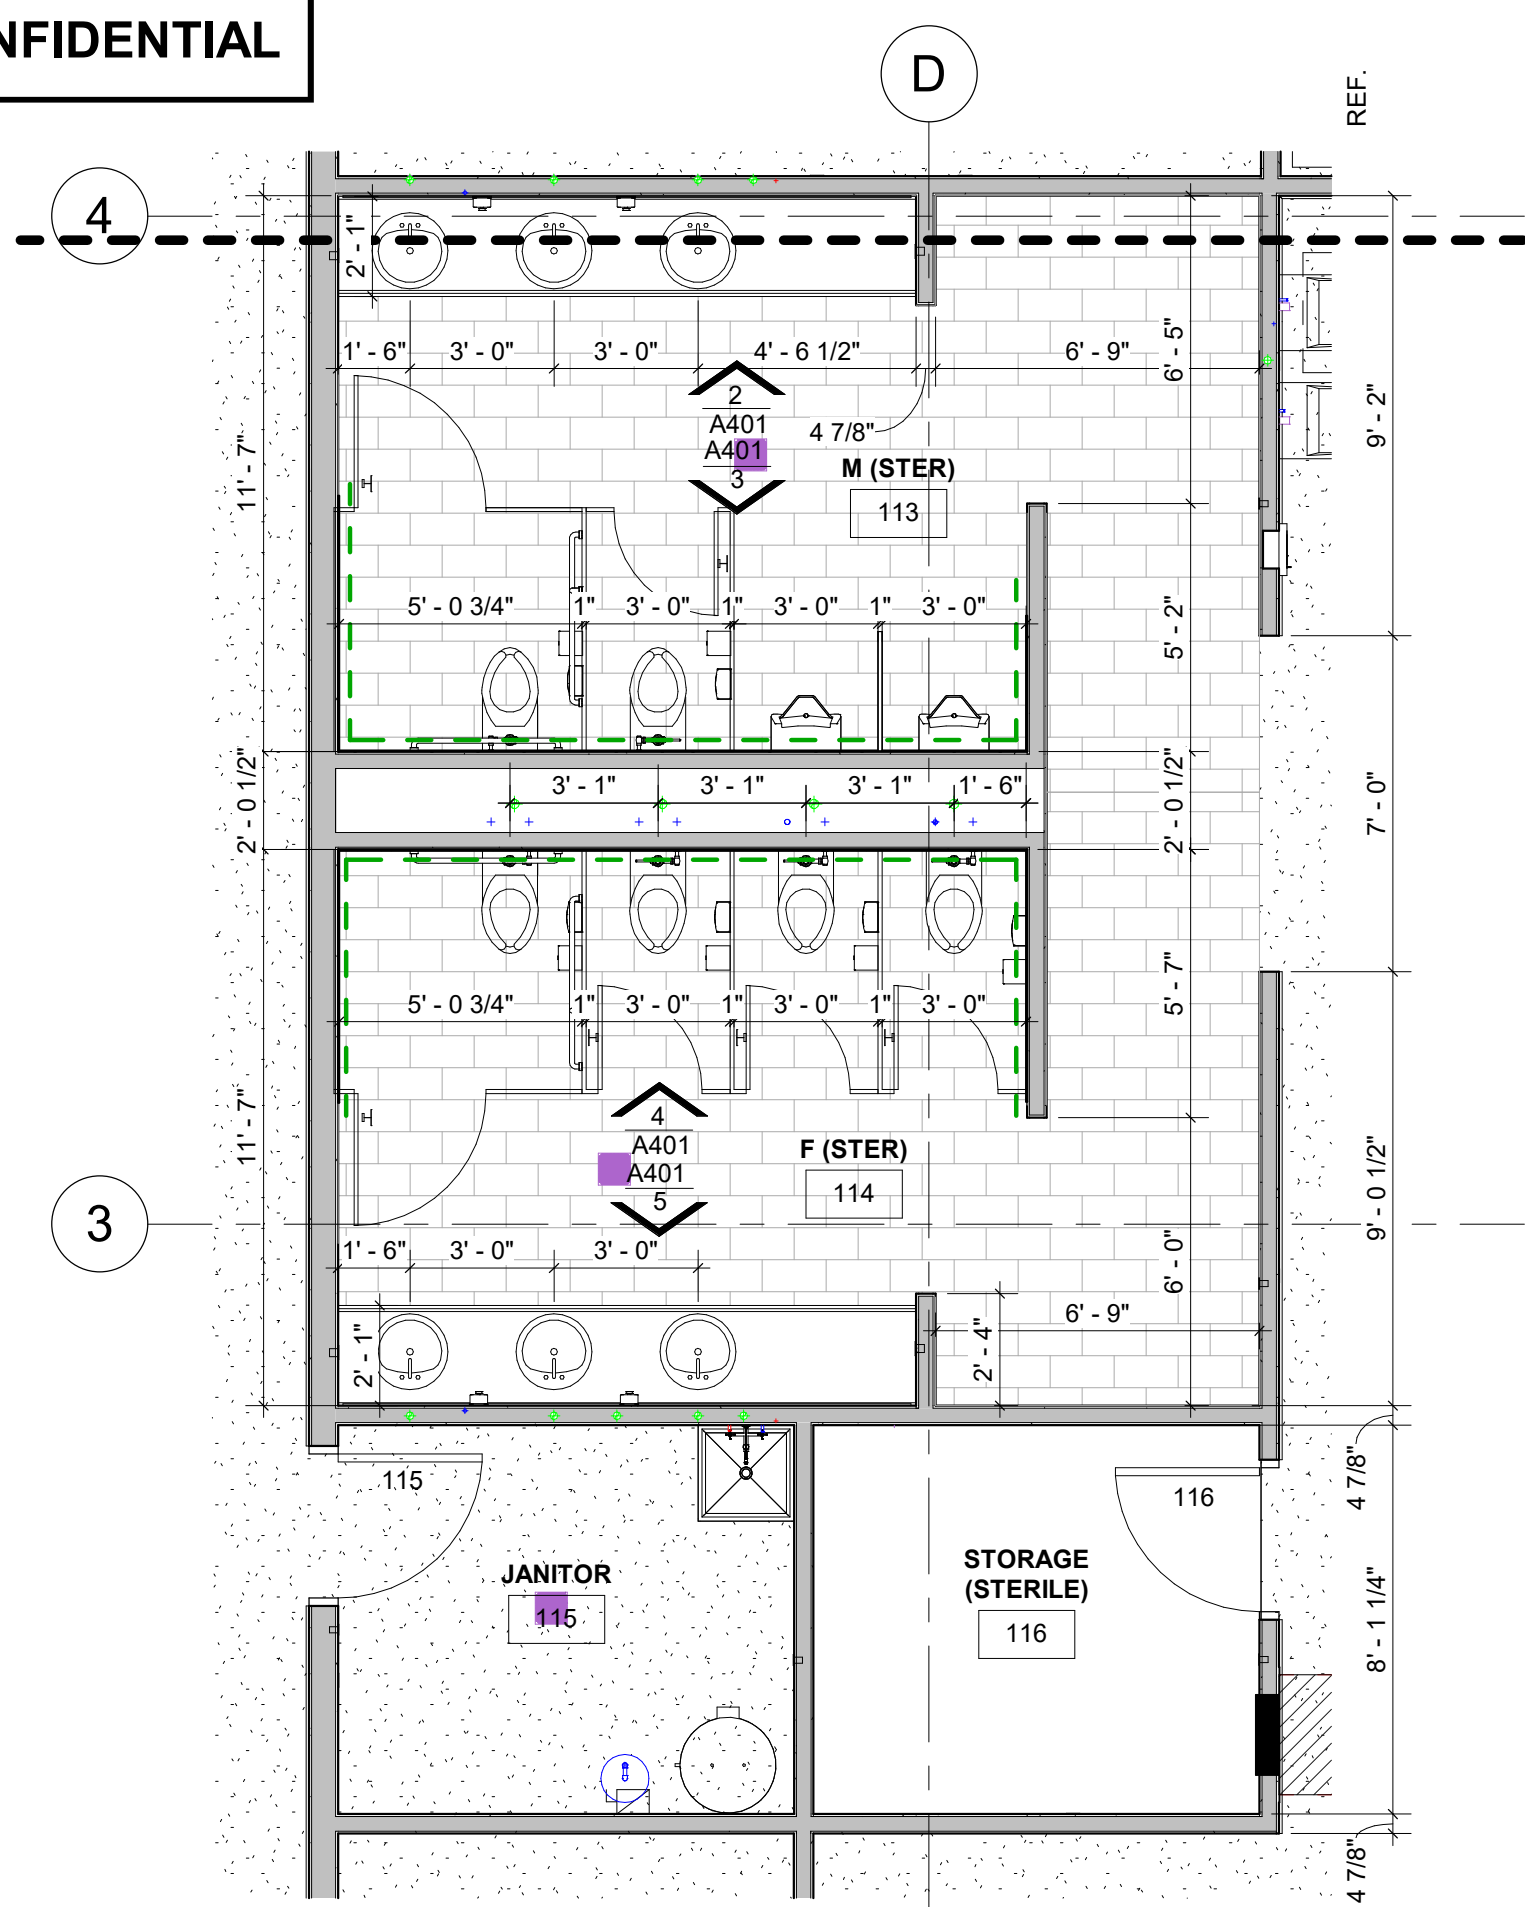 NFIDENTIAL
D
REF.
4
2' - 1"
1' - 6"
3' - 0"
3' - 0"
4' - 6 1/2"
6' - 9"
6' - 5"
9' - 2"
2
A401
A401
3
4 7/8"
M (STER)
113
11' - 7"
5' - 0 3/4"
1"
3' - 0"
1"
3' - 0"
1"
3' - 0"
5' - 2"
2' - 0 1/2"
3' - 1"
3' - 1"
3' - 1"
1' - 6"
2' - 0 1/2"
7' - 0"
5' - 0 3/4"
1"
3' - 0"
1"
3' - 0"
1"
3' - 0"
5' - 7"
11' - 7"
4
A401
A401
5
F (STER)
114
9' - 0 1/2"
3
1' - 6"
3' - 0"
3' - 0"
6' - 0"
6' - 9"
2' - 1"
2' - 4"
115
116
4 7/8"
JANITOR
115
STORAGE
(STERILE)
116
8' - 1 1/4"
4 7/8"